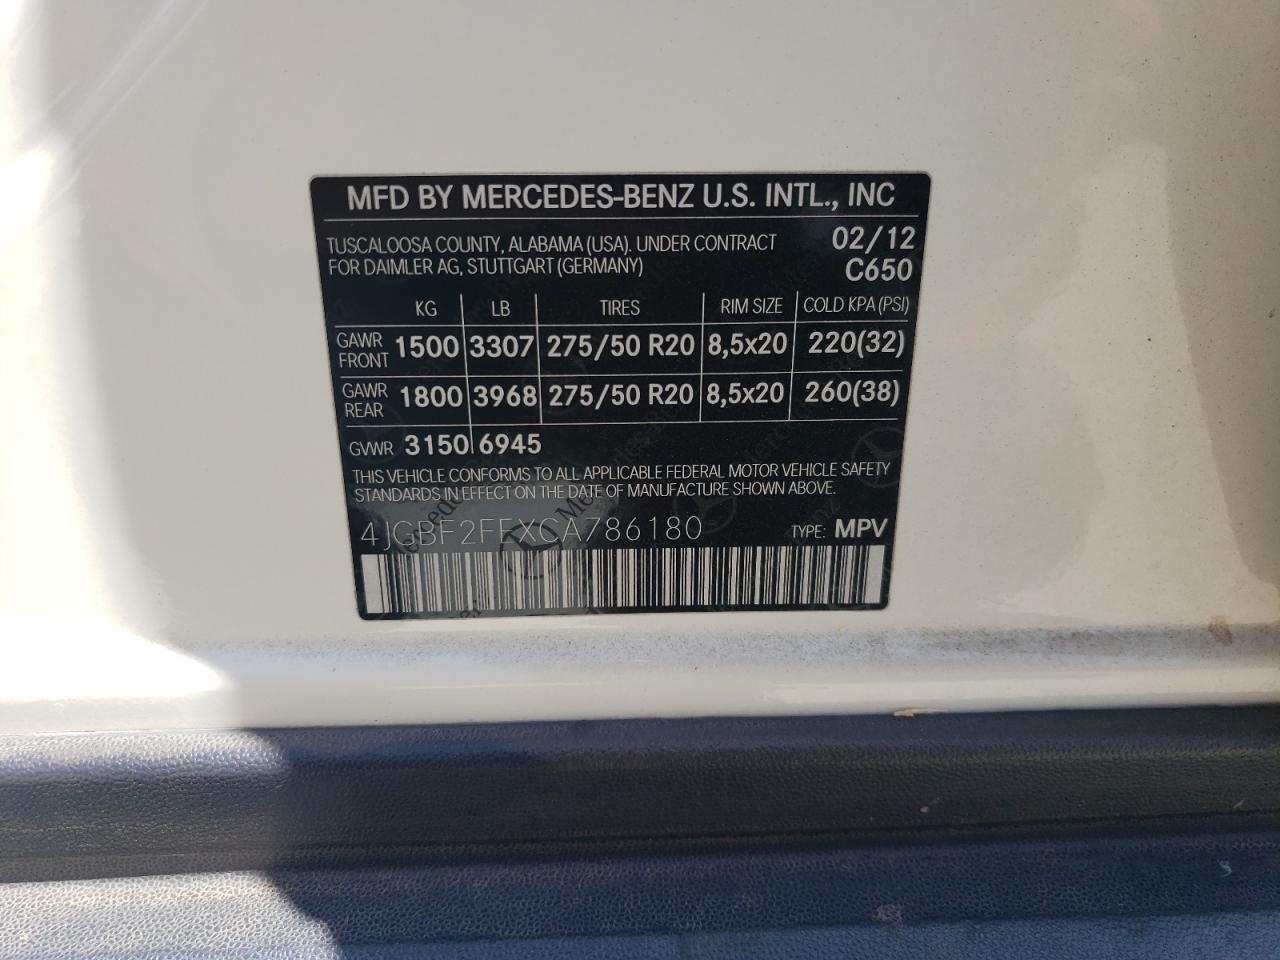 MFD BY MERCEDES-BENZ U.S. INTL., INC
TUSCALOOSA COUNTY, ALABAMA (USA). UNDER CONTRACT 02/12
FOR DAIMLER AG, STUTTGART (GERMANY) C650
KG LB TIRES RIM SIZE COLD KPA (PSI)
GAWR FRONT 1500 3307 275/50 R20 8,5x20 220(32)
GAWR REAR 1800 3968 275/50 R20 8,5x20 260(38)
GVWR 3150 6945
THIS VEHICLE CONFORMS TO ALL APPLICABLE FEDERAL MOTOR VEHICLE SAFETY
STANDARDS IN EFFECT ON THE DATE OF MANUFACTURE SHOWN ABOVE.
4JGBF2FEXCA786180 TYPE: MPV